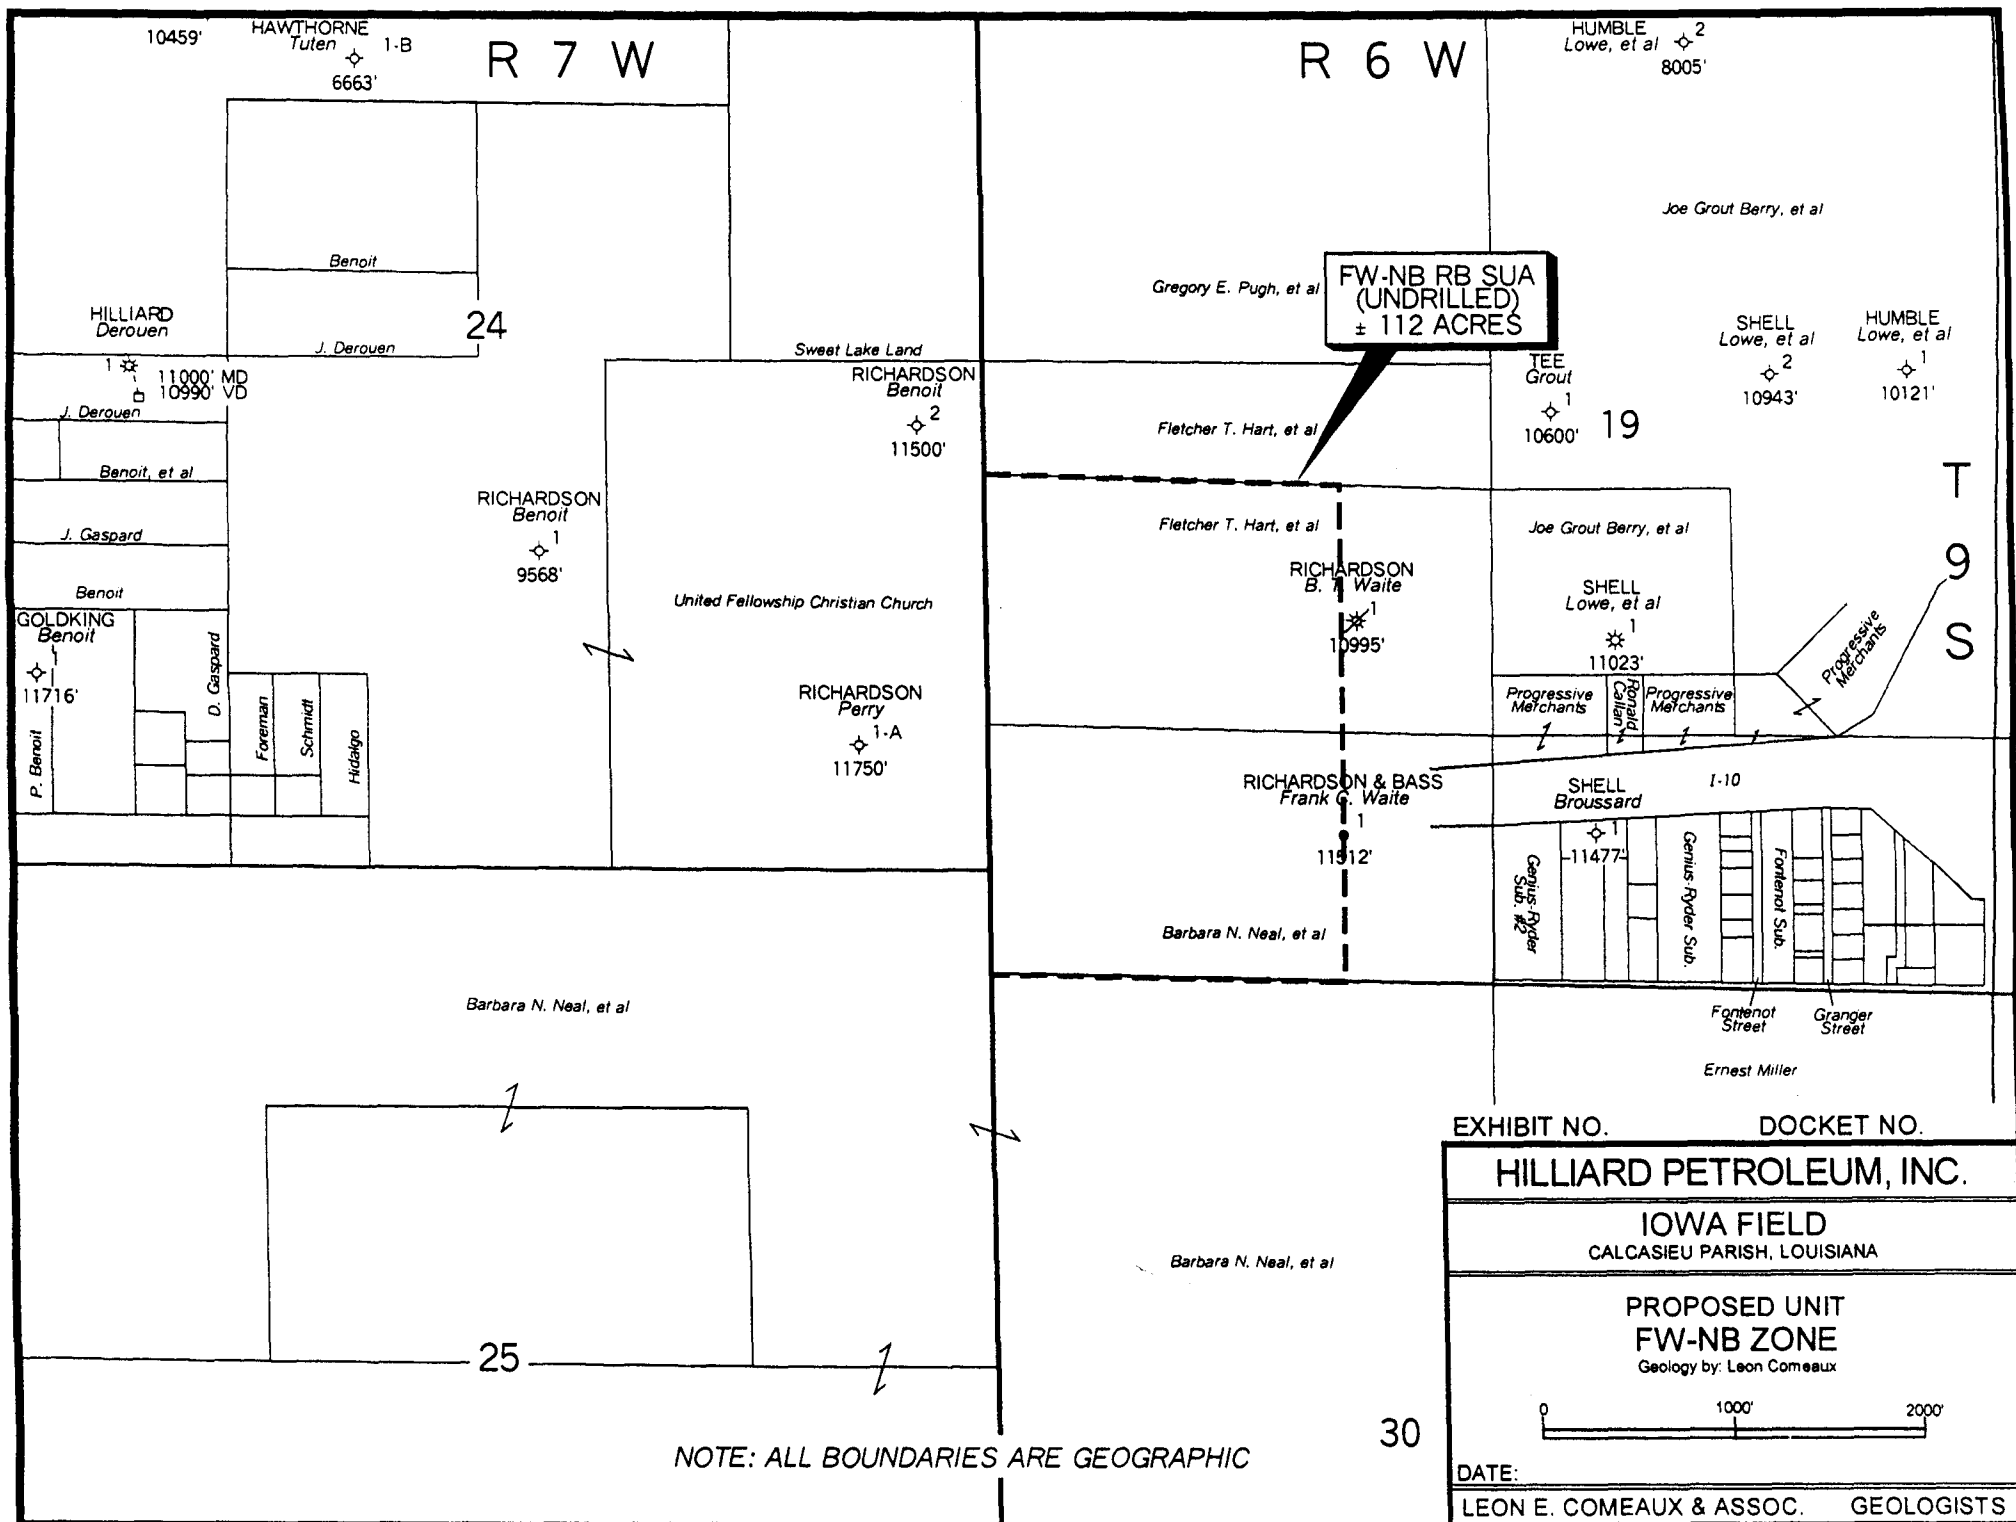 10459'
HAWTHORNE
Tuten 1-B
6663'
R 7 W
R 6 W
HUMBLE
Lowe, et al 2
8005'
Joe Grout Berry, et al
Benoit
Gregory E. Pugh, et al
FW-NB RB SUA
(UNDRILLED)
± 112 ACRES
HILLIARD
Derouen
24
J. Derouen
Sweet Lake Land
1
11000' MD
10990' VD
RICHARDSON
Benoit
2
11500'
TEE
Grout
1
10600'
19
SHELL
Lowe, et al
2
10943'
HUMBLE
Lowe, et al
1
10121'
J. Derouen
Fletcher T. Hart, et al
Benoit, et al
T
9
S
RICHARDSON
Benoit
1
9568'
Fletcher T. Hart, et al
Joe Grout Berry, et al
J. Gaspard
Benoit
GOLDKING
Benoit
1
11716'
P. Benoit
D. Gaspard
Foreman
Schmidt
Hidalgo
United Fellowship Christian Church
RICHARDSON
B. T. Waite
1
10995'
SHELL
Lowe, et al
1
11023'
Progressive
Merchants
RICHARDSON
Perry
1-A
11750'
Progressive
Merchants
Ronald
Callan
Progressive
Merchants
RICHARDSON & BASS
Frank C. Waite
1
11512'
I-10
SHELL
Broussard
1
11477'
Genius-Ryder
Sub. #2
Genius-Ryder Sub.
Fontenot Sub.
Barbara N. Neal, et al
Barbara N. Neal, et al
Fontenot
Street
Granger
Street
Ernest Miller
EXHIBIT NO. DOCKET NO.
HILLIARD PETROLEUM, INC.
IOWA FIELD
CALCASIEU PARISH, LOUISIANA
Barbara N. Neal, et al
PROPOSED UNIT
FW-NB ZONE
Geology by: Leon Comeaux
25
0 1000' 2000'
30
NOTE: ALL BOUNDARIES ARE GEOGRAPHIC
DATE:
LEON E. COMEAUX & ASSOC. GEOLOGISTS